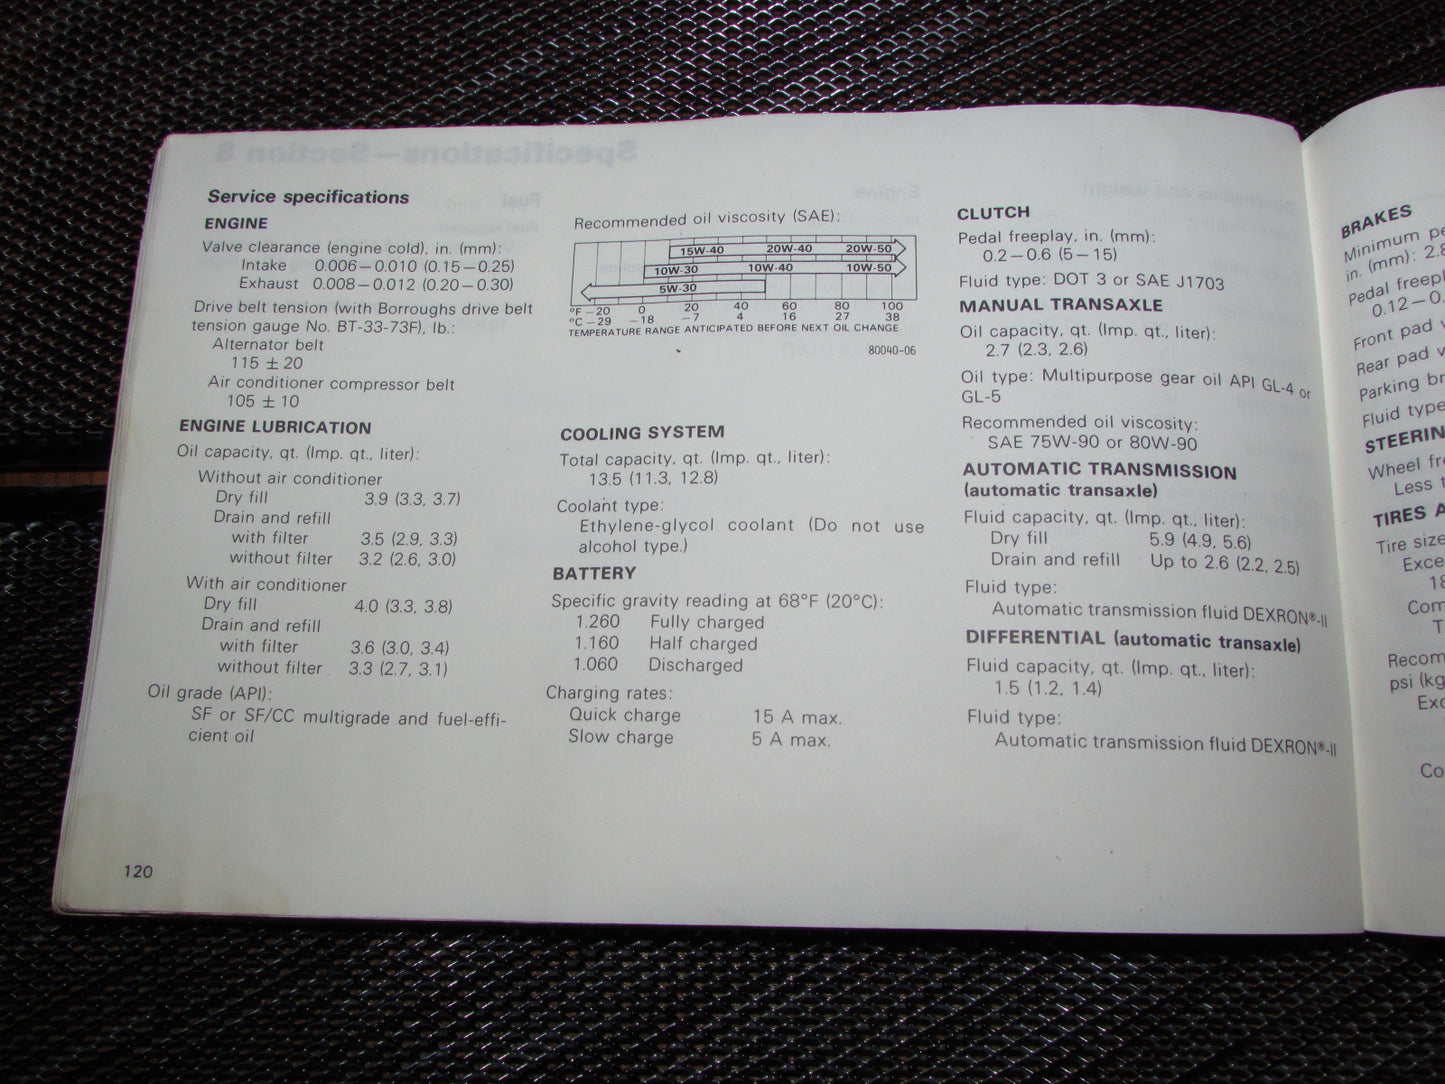 Service specifications
ENGINE
Valve clearance (engine cold), in. (mm):
Intake 0.006–0.010 (0.15–0.25)
Exhaust 0.008–0.012 (0.20–0.30)
Drive belt tension (with Borroughs drive belt
tension gauge No. BT-33-73F), lb.:
Alternator belt
115 ± 20
Air conditioner compressor belt
105 ± 10
ENGINE LUBRICATION
Oil capacity, qt. (Imp. qt., liter):
Without air conditioner
Dry fill 3.9 (3.3, 3.7)
Drain and refill
with filter 3.5 (2.9, 3.3)
without filter 3.2 (2.6, 3.0)
With air conditioner
Dry fill 4.0 (3.3, 3.8)
Drain and refill
with filter 3.6 (3.0, 3.4)
without filter 3.3 (2.7, 3.1)
Oil grade (API):
SF or SF/CC multigrade and fuel-effi-
cient oil
120
Recommended oil viscosity (SAE):
15W-40 20W-40 20W-50
10W-30 10W-40 10W-50
5W-30
°F –20 0 20 40 60 80 100
°C –29 –18 –7 4 16 27 38
TEMPERATURE RANGE ANTICIPATED BEFORE NEXT OIL CHANGE
80040-06
COOLING SYSTEM
Total capacity, qt. (Imp. qt., liter):
13.5 (11.3, 12.8)
Coolant type:
Ethylene-glycol coolant (Do not use
alcohol type.)
BATTERY
Specific gravity reading at 68°F (20°C):
1.260 Fully charged
1.160 Half charged
1.060 Discharged
Charging rates:
Quick charge 15 A max.
Slow charge 5 A max.
CLUTCH
Pedal freeplay, in. (mm):
0.2–0.6 (5–15)
Fluid type: DOT 3 or SAE J1703
MANUAL TRANSAXLE
Oil capacity, qt. (Imp. qt., liter):
2.7 (2.3, 2.6)
Oil type: Multipurpose gear oil API GL-4 or
GL-5
Recommended oil viscosity:
SAE 75W-90 or 80W-90
AUTOMATIC TRANSMISSION
(automatic transaxle)
Fluid capacity, qt. (Imp. qt., liter):
Dry fill 5.9 (4.9, 5.6)
Drain and refill Up to 2.6 (2.2, 2.5)
Fluid type:
Automatic transmission fluid DEXRON®-II
DIFFERENTIAL (automatic transaxle)
Fluid capacity, qt. (Imp. qt., liter):
1.5 (1.2, 1.4)
Fluid type:
Automatic transmission fluid DEXRON®-II
BRAKES
Minimum
in. (mm):
Pedal
0.12–0
Front pad
Rear pad
Parking
Fluid type
Wheel
Less
TIRES
Tire size
psi